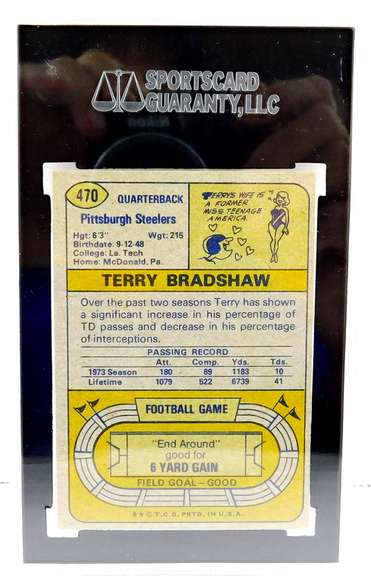 SPORTSCARD
GUARANTY, LLC
470
QUARTERBACK
Pittsburgh Steelers
Hgt: 6'3" Wgt: 215
Birthdate: 9-12-48
College: La. Tech
Home: McDonald, Pa.
TERRY'S WIFE IS
A FORMER
MISS TEENAGE
AMERICA.
TERRY BRADSHAW
Over the past two seasons Terry has shown
a significant increase in his percentage of
TD passes and decrease in his percentage
of interceptions.
PASSING RECORD
Att. Comp. Yds. Tds.
1973 Season 180 89 1183 10
Lifetime 1079 522 6739 41
FOOTBALL GAME
"End Around"
good for
6 YARD GAIN
FIELD GOAL—GOOD
© T.C.G. PRTD. IN U.S.A.